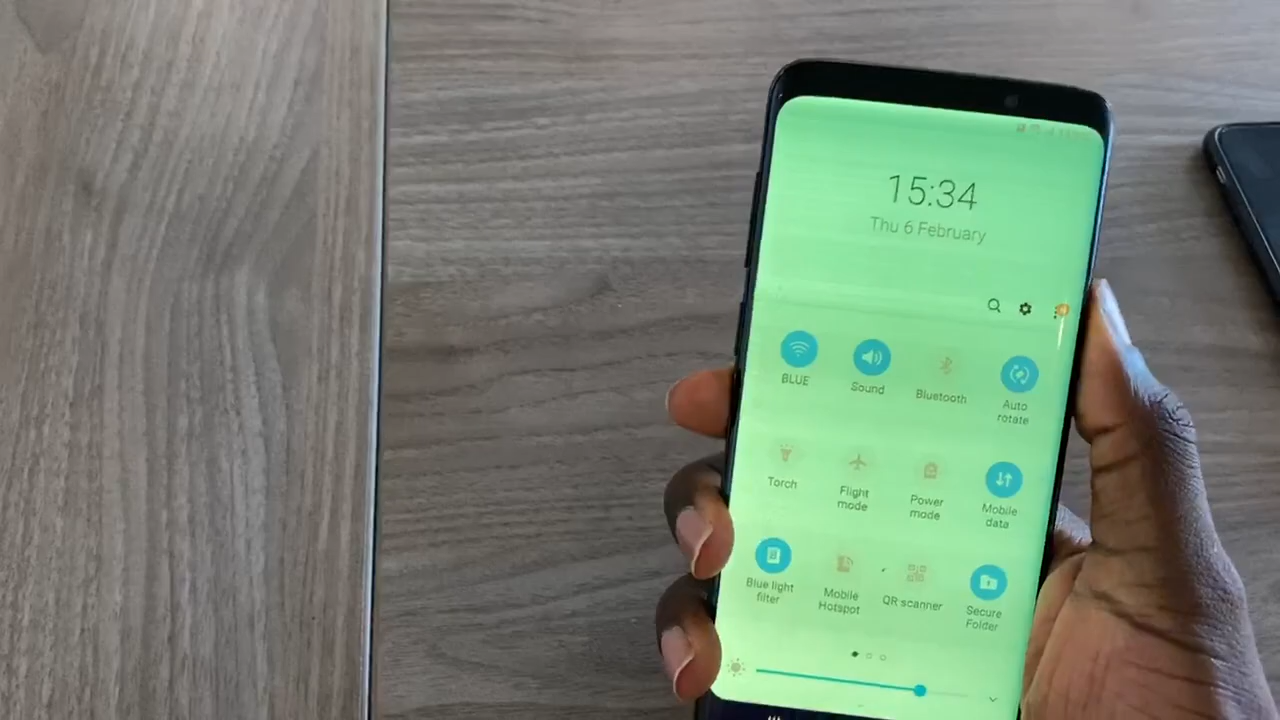 15:34
Thu 6 February
BLUE
Sound
Bluetooth
Auto
rotate
Torch
Flight
mode
Power
mode
Mobile
data
Blue light
filter
Mobile
Hotspot
QR scanner
Secure
Folder